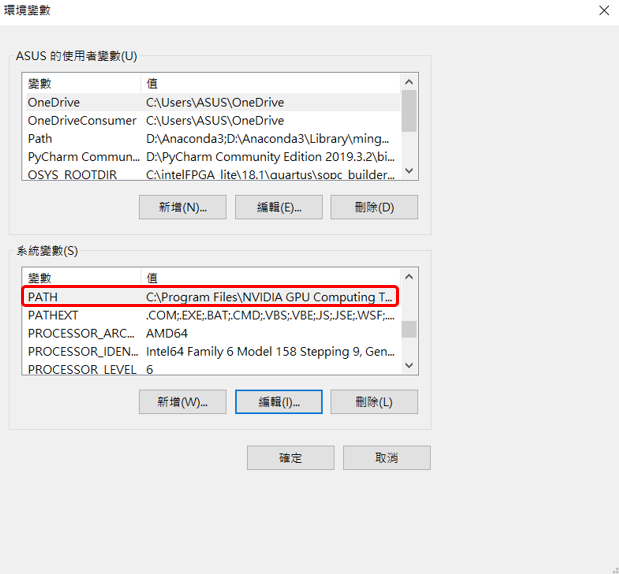 環境變數
ASUS 的使用者變數(U)
變數 值
OneDrive C:\Users\ASUS\OneDrive
OneDriveConsumer C:\Users\ASUS\OneDrive
Path D:\Anaconda3;D:\Anaconda3\Library\ming...
PyCharm Commun... D:\PyCharm Community Edition 2019.3.2\bi...
QSYS_ROOTDIR C:\intelFPGA_lite\18.1\quartus\sopc_builder...
新增(N)... 編輯(E)... 刪除(D)
系統變數(S)
變數 值
PATH C:\Program Files\NVIDIA GPU Computing T...
PATHEXT .COM;.EXE;.BAT;.CMD;.VBS;.VBE;.JS;.JSE;.WSF;....
PROCESSOR_ARC... AMD64
PROCESSOR_IDEN... Intel64 Family 6 Model 158 Stepping 9, Gen...
PROCESSOR_LEVEL 6
新增(W)... 編輯(I)... 刪除(L)
確定 取消